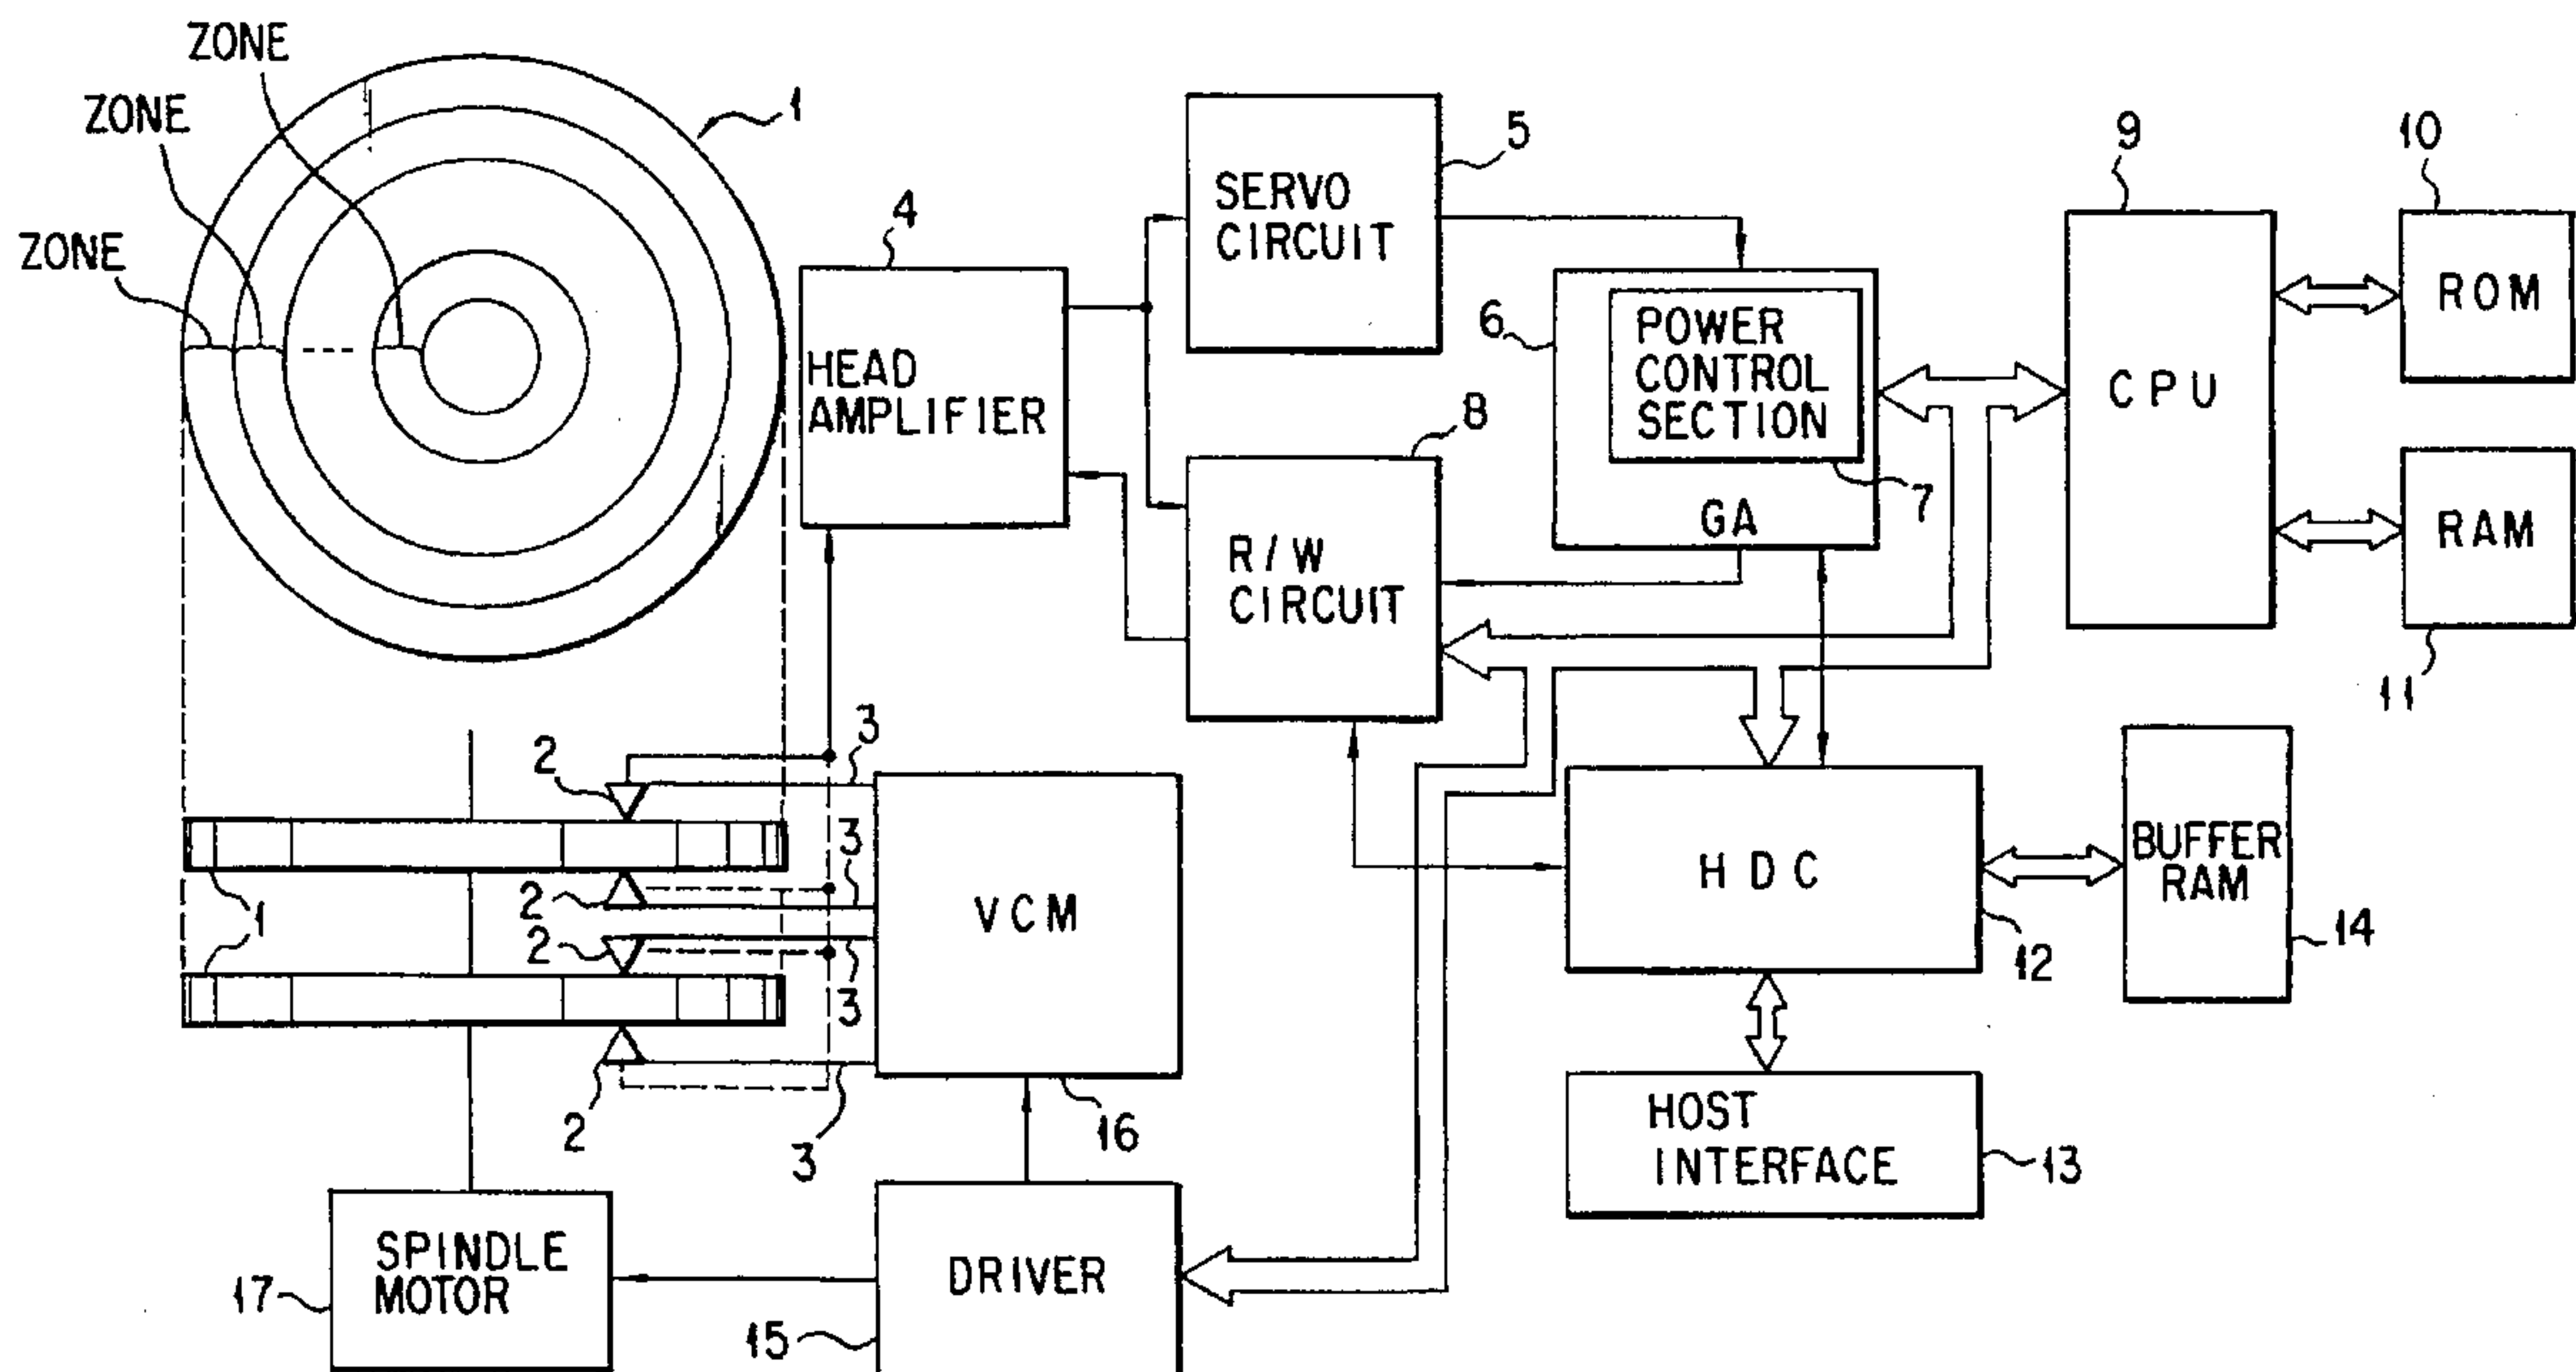 ZONE
ZONE
ZONE
1
4
HEAD
AMPLIFIER
5
SERVO
CIRCUIT
6
POWER
CONTROL
SECTION
7
GA
8
R/W
CIRCUIT
9
CPU
10
ROM
RAM
11
2
3
3
2
3
2
3
1
2
3
VCM
16
HDC
12
BUFFER
RAM
14
HOST
INTERFACE
13
SPINDLE
MOTOR
17
DRIVER
15